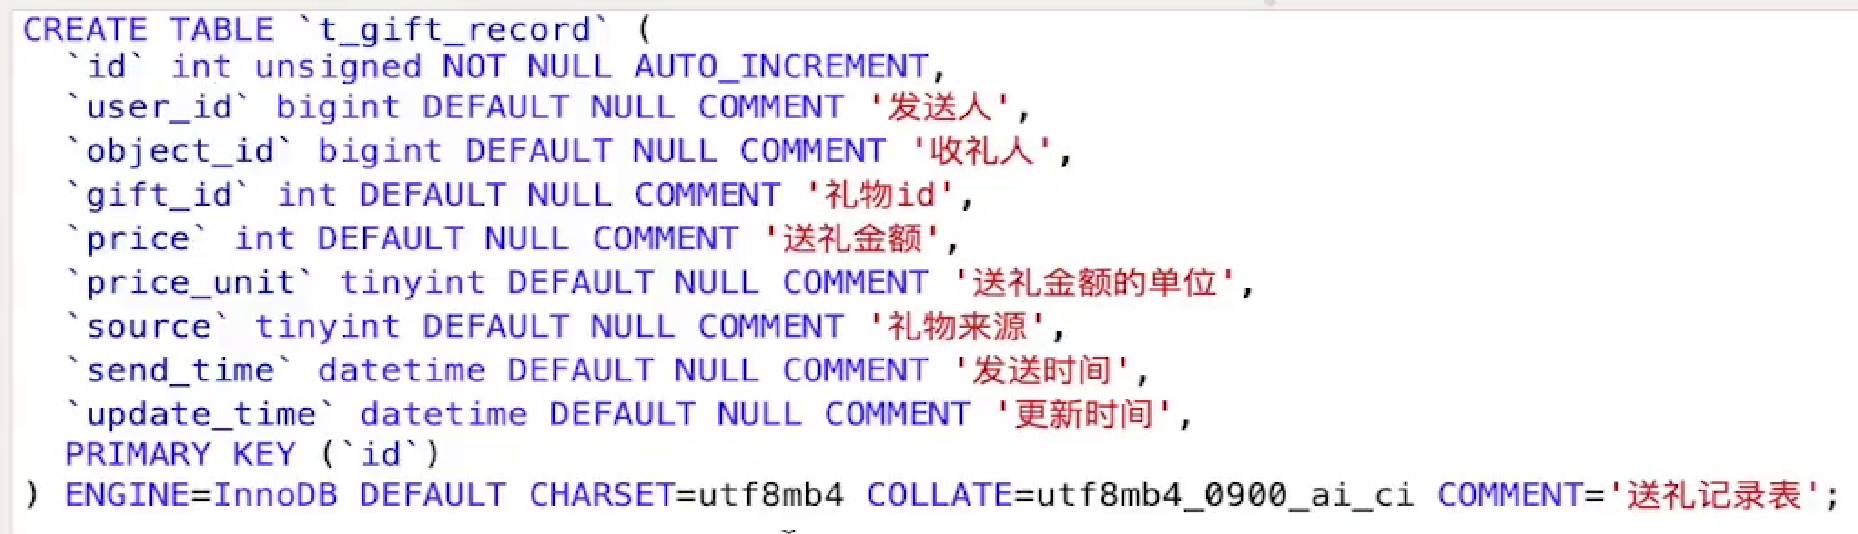 CREATE TABLE `t_gift_record` (
  `id` int unsigned NOT NULL AUTO_INCREMENT,
  `user_id` bigint DEFAULT NULL COMMENT '发送人',
  `object_id` bigint DEFAULT NULL COMMENT '收礼人',
  `gift_id` int DEFAULT NULL COMMENT '礼物id',
  `price` int DEFAULT NULL COMMENT '送礼金额',
  `price_unit` tinyint DEFAULT NULL COMMENT '送礼金额的单位',
  `source` tinyint DEFAULT NULL COMMENT '礼物来源',
  `send_time` datetime DEFAULT NULL COMMENT '发送时间',
  `update_time` datetime DEFAULT NULL COMMENT '更新时间',
  PRIMARY KEY (`id`)
) ENGINE=InnoDB DEFAULT CHARSET=utf8mb4 COLLATE=utf8mb4_0900_ai_ci COMMENT='送礼记录表';